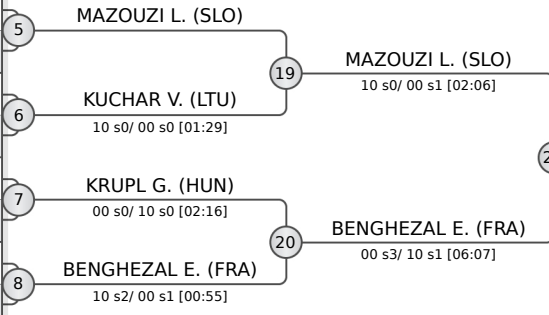 5
MAZOUZI L. (SLO)
19
MAZOUZI L. (SLO)
10 s0/ 00 s1 [02:06]
6
KUCHAR V. (LTU)
10 s0/ 00 s0 [01:29]
7
KRUPL G. (HUN)
00 s0/ 10 s0 [02:16]
20
BENGHEZAL E. (FRA)
00 s3/ 10 s1 [06:07]
8
BENGHEZAL E. (FRA)
10 s2/ 00 s1 [00:55]